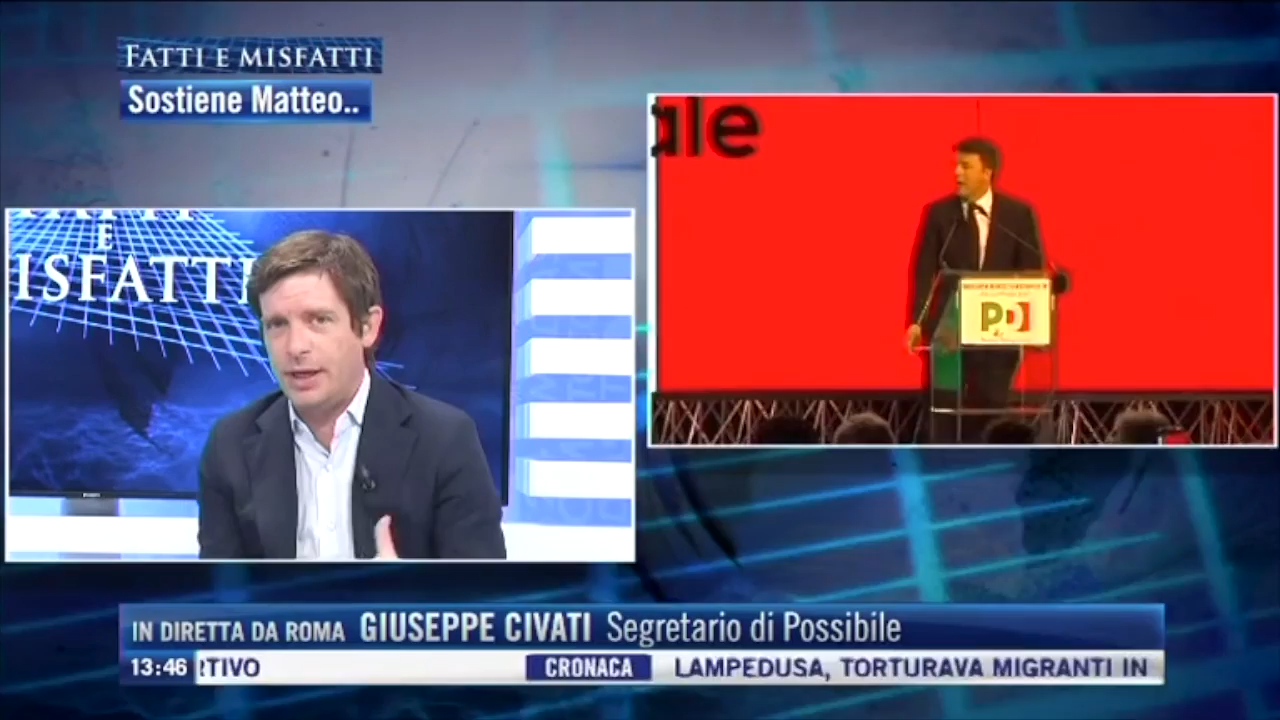 FATTI E MISFATTI
Sostiene Matteo..
ale
E
ISFATTI
PD
IN DIRETTA DA ROMA GIUSEPPE CIVATI Segretario di Possibile
13:46 RTIVO CRONACA LAMPEDUSA, TORTURAVA MIGRANTI IN